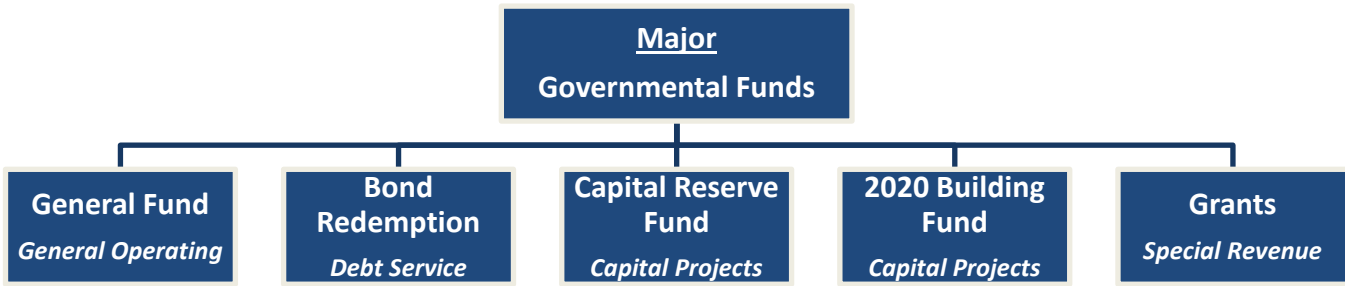 Major
Governmental Funds
General Fund
General Operating
Bond
Redemption
Debt Service
Capital Reserve
Fund
Capital Projects
2020 Building
Fund
Capital Projects
Grants
Special Revenue